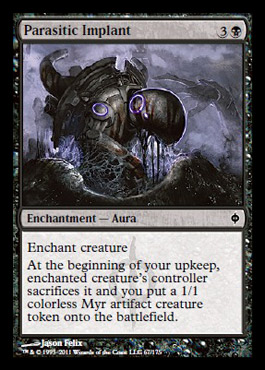 Parasitic Implant 3
Enchantment — Aura
Enchant creature
At the beginning of your upkeep,
enchanted creature's controller
sacrifices it and you put a 1/1
colorless Myr artifact creature
token onto the battlefield.
Jason Felix
™ & © 1993–2011 Wizards of the Coast LLC 67/175